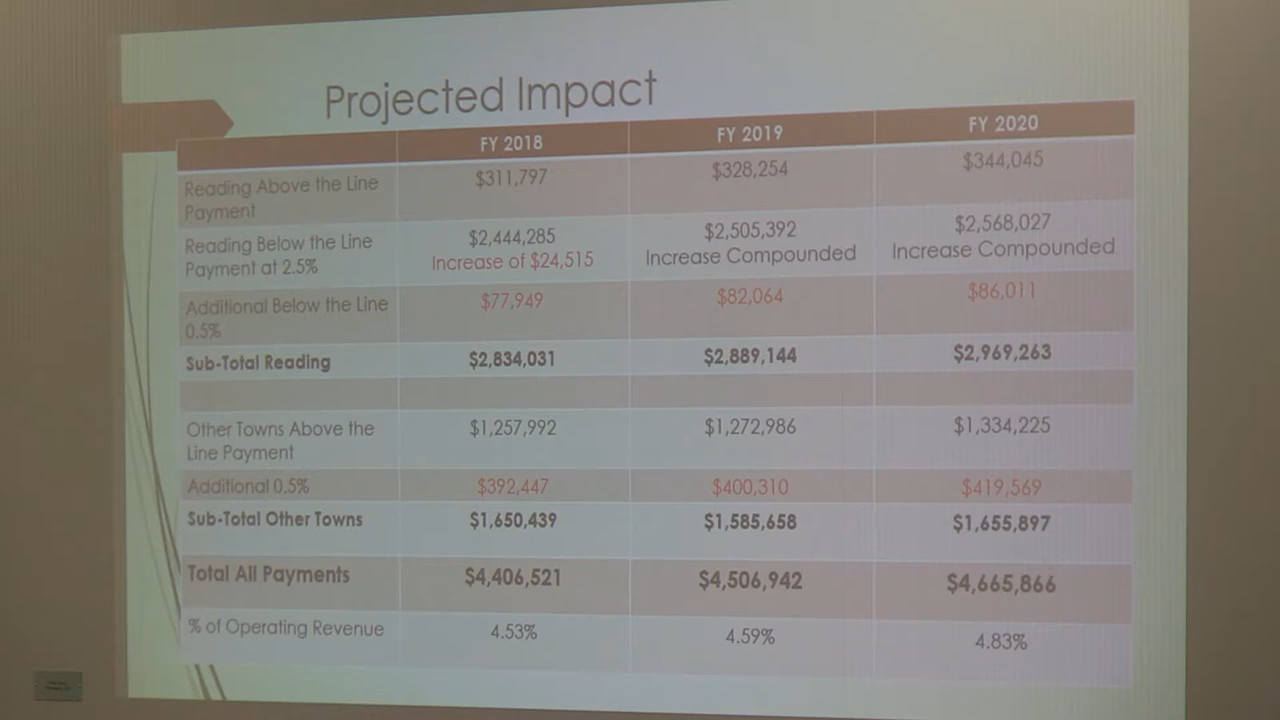 Projected Impact
FY 2018 FY 2019 FY 2020
Reading Above the Line Payment $311,797 $328,254 $344,045
Reading Below the Line Payment at 2.5% $2,444,285 Increase of $24,515 $2,505,392 Increase Compounded $2,568,027 Increase Compounded
Additional Below the Line 0.5% $77,949 $82,064 $86,011
Sub-Total Reading $2,834,031 $2,889,144 $2,969,263
Other Towns Above the Line Payment $1,257,992 $1,272,986 $1,334,225
Additional 0.5% $392,447 $400,310 $419,569
Sub-Total Other Towns $1,650,439 $1,585,658 $1,655,897
Total All Payments $4,406,521 $4,506,942 $4,665,866
% of Operating Revenue 4.53% 4.59% 4.83%